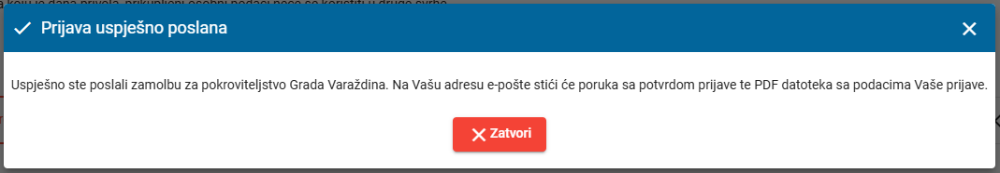 koju je dana privola, prikupljeni osobni podaci neće se koristiti u druge svrhe
Prijava uspješno poslana
Uspješno ste poslali zamolbu za pokroviteljstvo Grada Varaždina. Na Vašu adresu e-pošte stići će poruka sa potvrdom prijave te PDF datoteka sa podacima Vaše prijave.
Zatvori